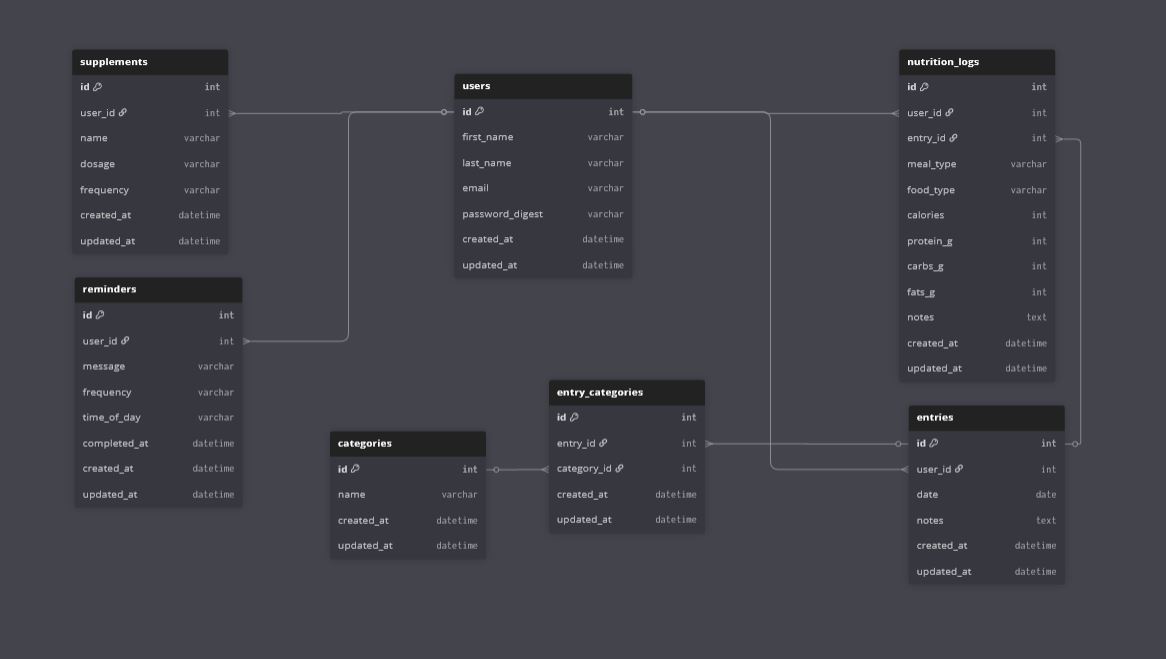 supplements
id int
user_id int
name varchar
dosage varchar
frequency varchar
created_at datetime
updated_at datetime
reminders
id int
user_id int
message varchar
frequency varchar
time_of_day varchar
completed_at datetime
created_at datetime
updated_at datetime
users
id int
first_name varchar
last_name varchar
email varchar
password_digest varchar
created_at datetime
updated_at datetime
categories
id int
name varchar
created_at datetime
updated_at datetime
entry_categories
id int
entry_id int
category_id int
created_at datetime
updated_at datetime
nutrition_logs
id int
user_id int
entry_id int
meal_type varchar
food_type varchar
calories int
protein_g int
carbs_g int
fats_g int
notes text
created_at datetime
updated_at datetime
entries
id int
user_id int
date date
notes text
created_at datetime
updated_at datetime